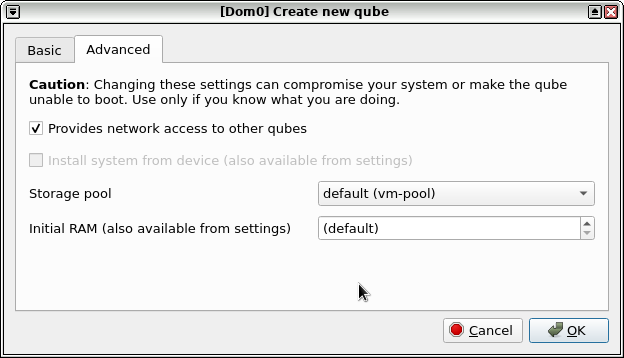 [Dom0] Create new qube
Basic
Advanced
Caution: Changing these settings can compromise your system or make the qube
unable to boot. Use only if you know what you are doing.
Provides network access to other qubes
Install system from device (also available from settings)
Storage pool
default (vm-pool)
Initial RAM (also available from settings)
(default)
Cancel
OK